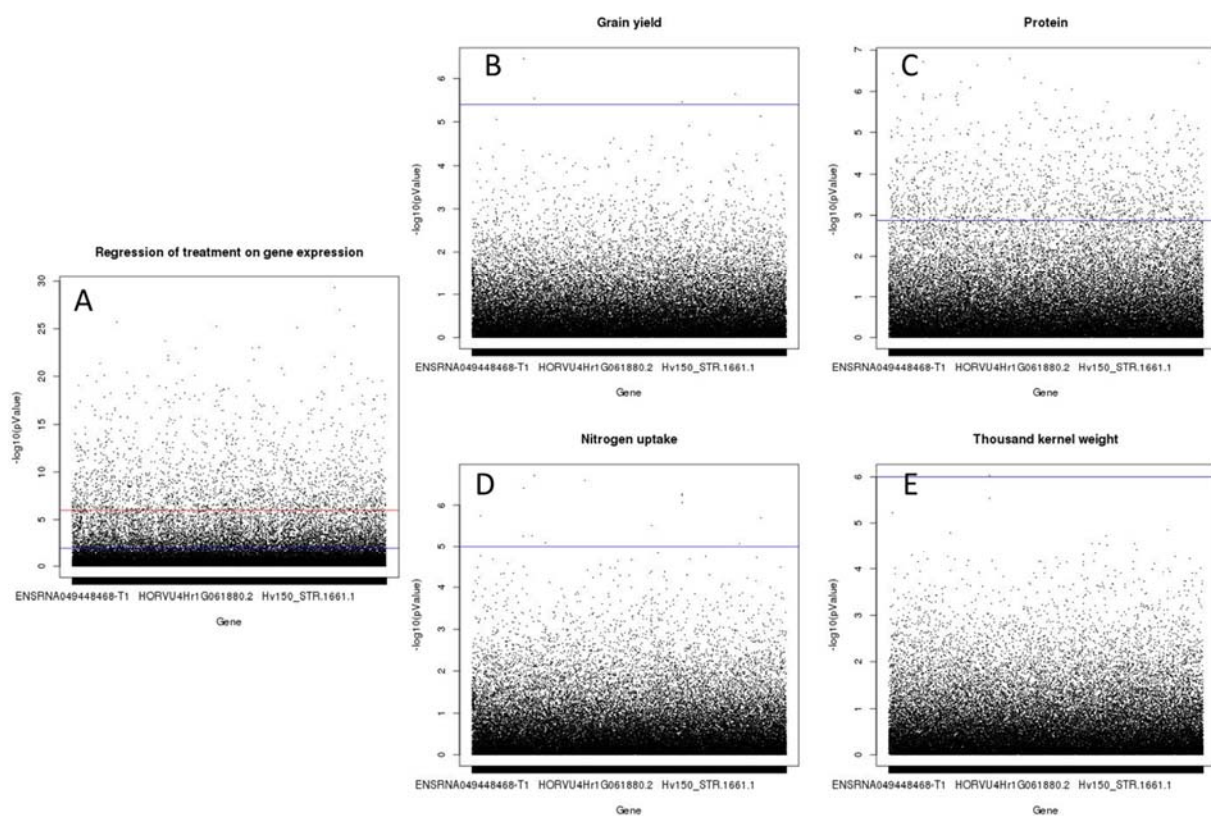 Regression of treatment on gene expression
A
30
25
20
15
10
5
0
-log10(pValue)
ENSRNA049448468-T1 HORVU4Hr1G061880.2 Hv150_STR.1661.1
Gene
Grain yield
B
6
5
4
3
2
1
0
-log10(pValue)
ENSRNA049448468-T1 HORVU4Hr1G061880.2 Hv150_STR.1661.1
Gene
Protein
C
7
6
5
4
3
2
1
0
-log10(pValue)
ENSRNA049448468-T1 HORVU4Hr1G061880.2 Hv150_STR.1661.1
Gene
Nitrogen uptake
D
6
5
4
3
2
1
0
-log10(pValue)
ENSRNA049448468-T1 HORVU4Hr1G061880.2 Hv150_STR.1661.1
Gene
Thousand kernel weight
E
6
5
4
3
2
1
0
-log10(pValue)
ENSRNA049448468-T1 HORVU4Hr1G061880.2 Hv150_STR.1661.1
Gene